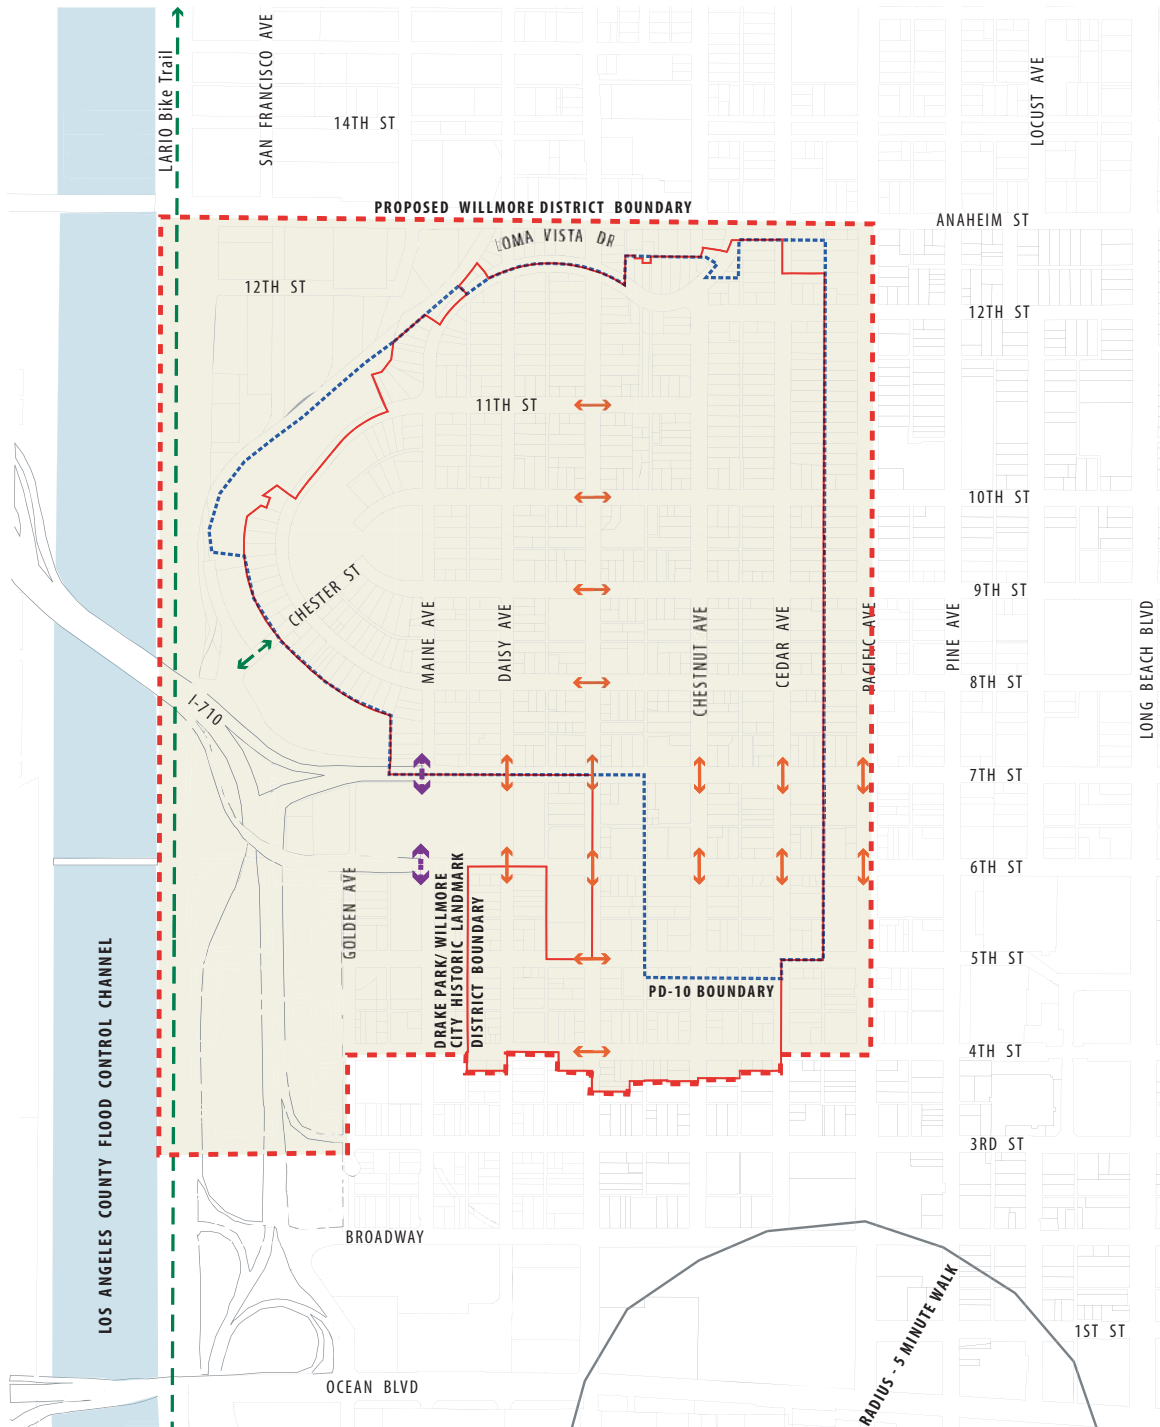 LARIO Bike Trail
SAN FRANCISCO AVE
14TH ST
LOCUST AVE
PROPOSED WILLMORE DISTRICT BOUNDARY
ANAHEIM ST
LOMA VISTA DR
12TH ST
12TH ST
11TH ST
10TH ST
9TH ST
CHESTER ST
MAINE AVE
DAISY AVE
CHESTNUT AVE
CEDAR AVE
PACIFIC AVE
PINE AVE
LONG BEACH BLVD
8TH ST
I-710
7TH ST
6TH ST
GOLDEN AVE
DRAKE PARK/ WILLMORE
CITY HISTORIC LANDMARK
DISTRICT BOUNDARY
5TH ST
PD-10 BOUNDARY
4TH ST
LOS ANGELES COUNTY FLOOD CONTROL CHANNEL
3RD ST
BROADWAY
RADIUS - 5 MINUTE WALK
1ST ST
OCEAN BLVD